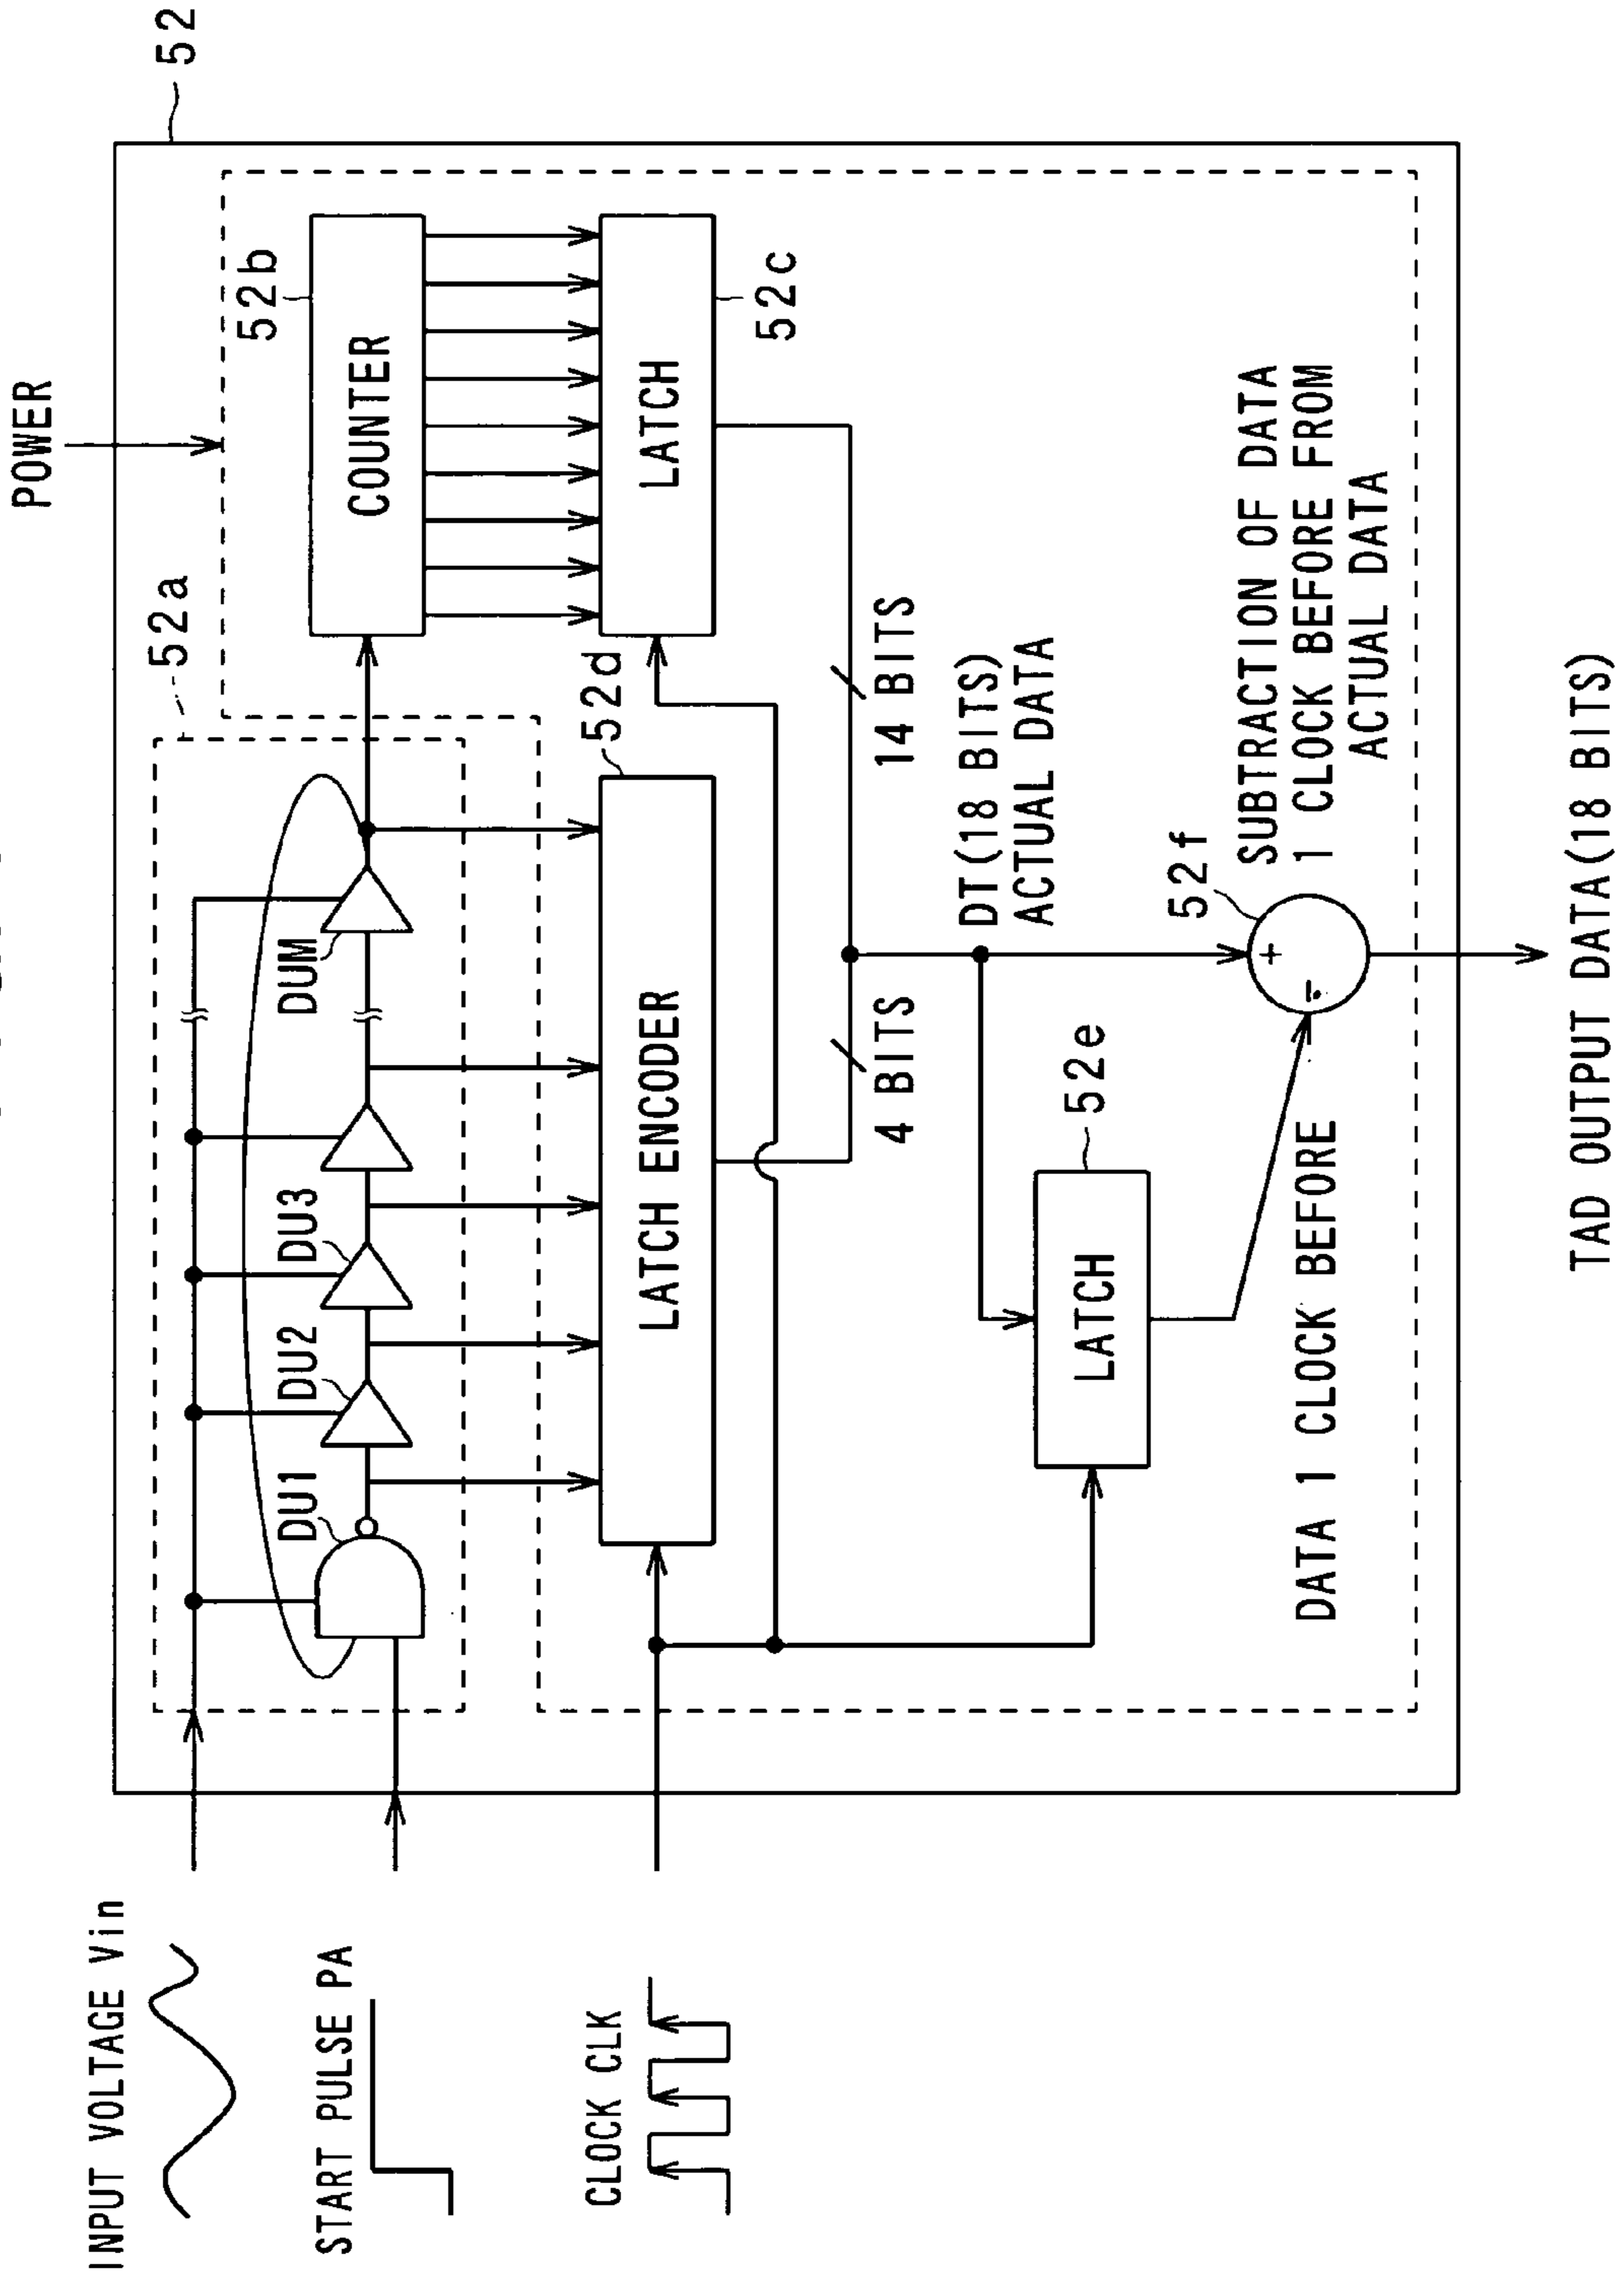 POWER
52
52a
52b
COUNTER
DU1
DU2
DU3
DUM
52d
LATCH
52c
LATCH ENCODER
INPUT VOLTAGE Vin
START PULSE PA
CLOCK CLK
4 BITS
14 BITS
DT(18 BITS)
ACTUAL DATA
52e
LATCH
52f
+
-
SUBTRACTION OF DATA
1 CLOCK BEFORE FROM
ACTUAL DATA
DATA 1 CLOCK BEFORE
TAD OUTPUT DATA(18 BITS)